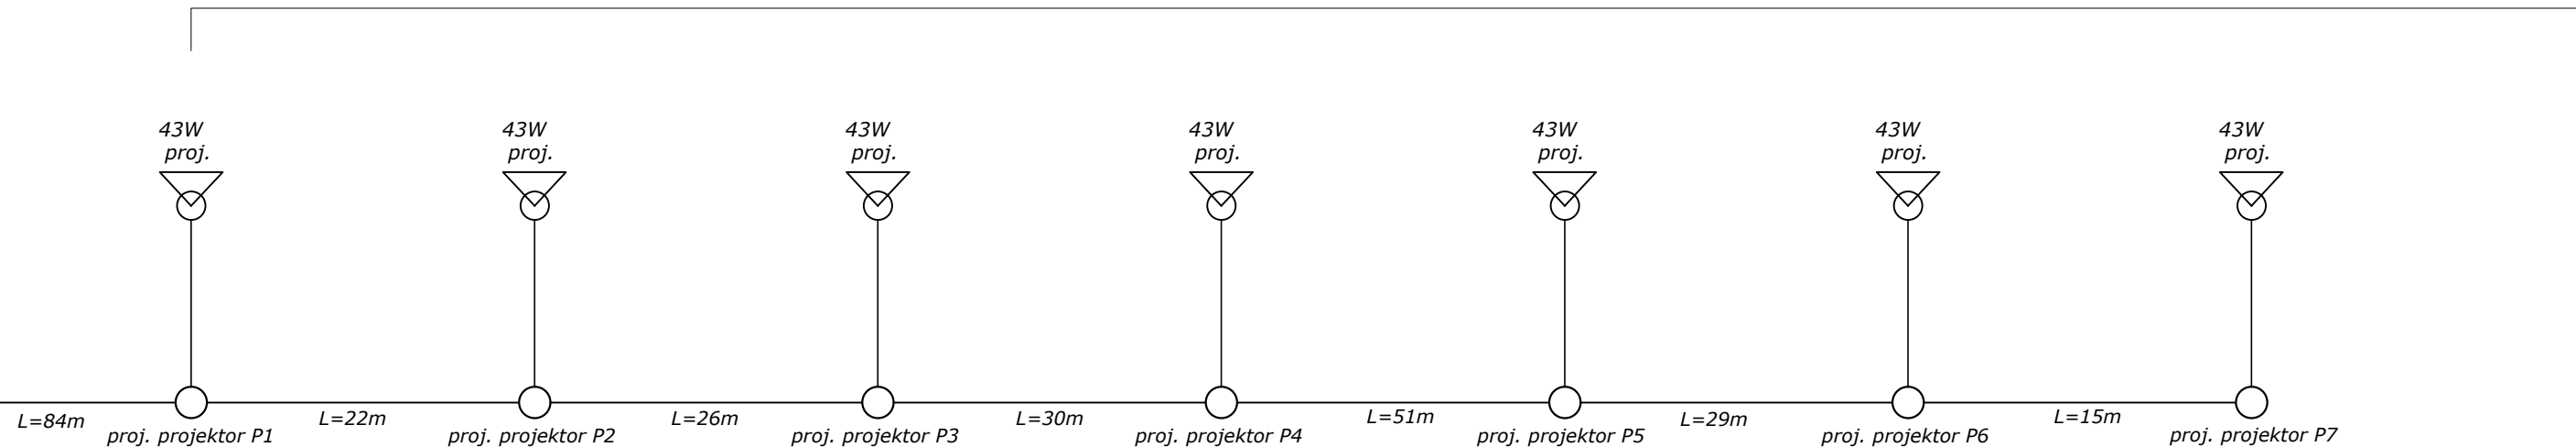 43W
proj.
43W
proj.
43W
proj.
43W
proj.
43W
proj.
43W
proj.
43W
proj.
L=84m
L=22m
L=26m
L=30m
L=51m
L=29m
L=15m
proj. projektor P1
proj. projektor P2
proj. projektor P3
proj. projektor P4
proj. projektor P5
proj. projektor P6
proj. projektor P7